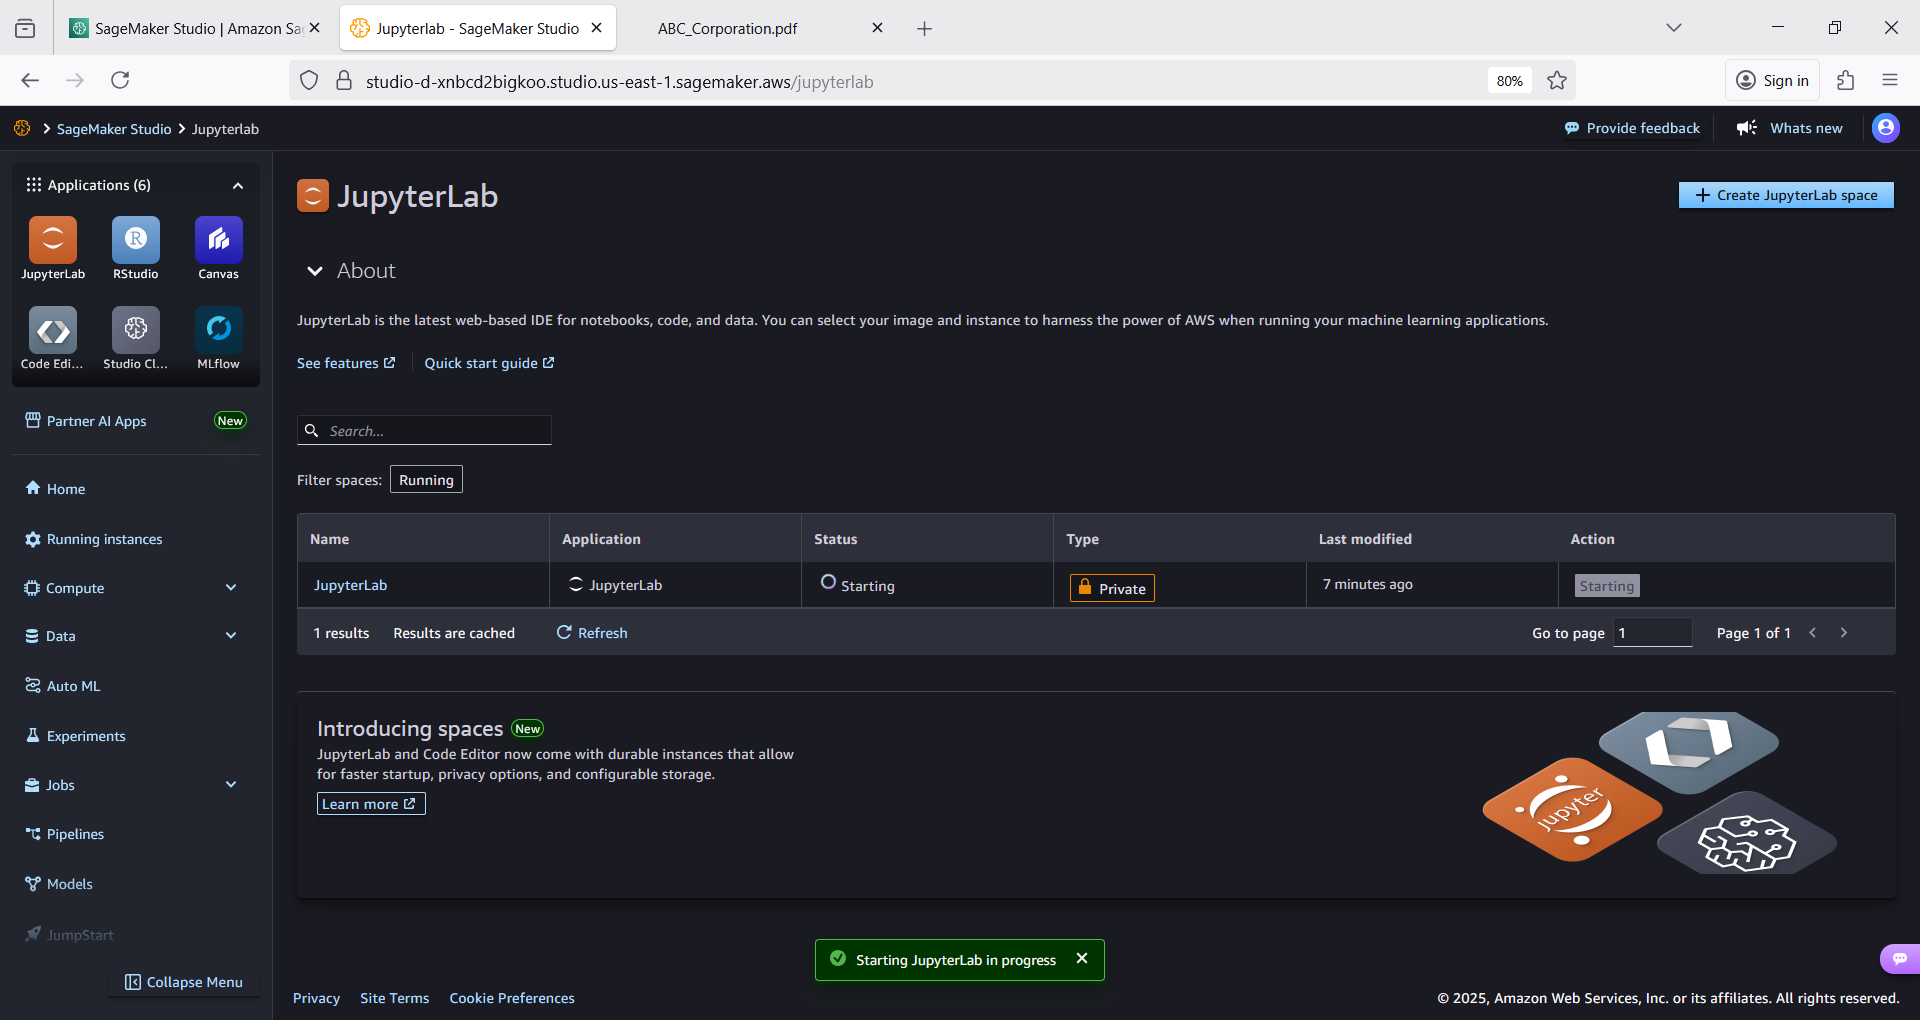 SageMaker Studio | Amazon Sa
Jupyterlab - SageMaker Studio
ABC_Corporation.pdf
studio-d-xnbcd2bigkoo.studio.us-east-1.sagemaker.aws/jupyterlab
80%
Sign in
SageMaker Studio
Jupyterlab
Provide feedback
Whats new
Applications (6)
JupyterLab
RStudio
Canvas
Code Edi...
Studio Cl...
MLflow
Partner AI Apps
New
Home
Running instances
Compute
Data
Auto ML
Experiments
Jobs
Pipelines
Models
JumpStart
Collapse Menu
JupyterLab
Create JupyterLab space
About
JupyterLab is the latest web-based IDE for notebooks, code, and data. You can select your image and instance to harness the power of AWS when running your machine learning applications.
See features
Quick start guide
Search...
Filter spaces: Running
Name Application Status Type Last modified Action
JupyterLab JupyterLab Starting Private 7 minutes ago Starting
1 results Results are cached Refresh
Go to page 1 Page 1 of 1
Introducing spaces New
JupyterLab and Code Editor now come with durable instances that allow
for faster startup, privacy options, and configurable storage.
Learn more
jupyter
Starting JupyterLab in progress
Privacy Site Terms Cookie Preferences
© 2025, Amazon Web Services, Inc. or its affiliates. All rights reserved.